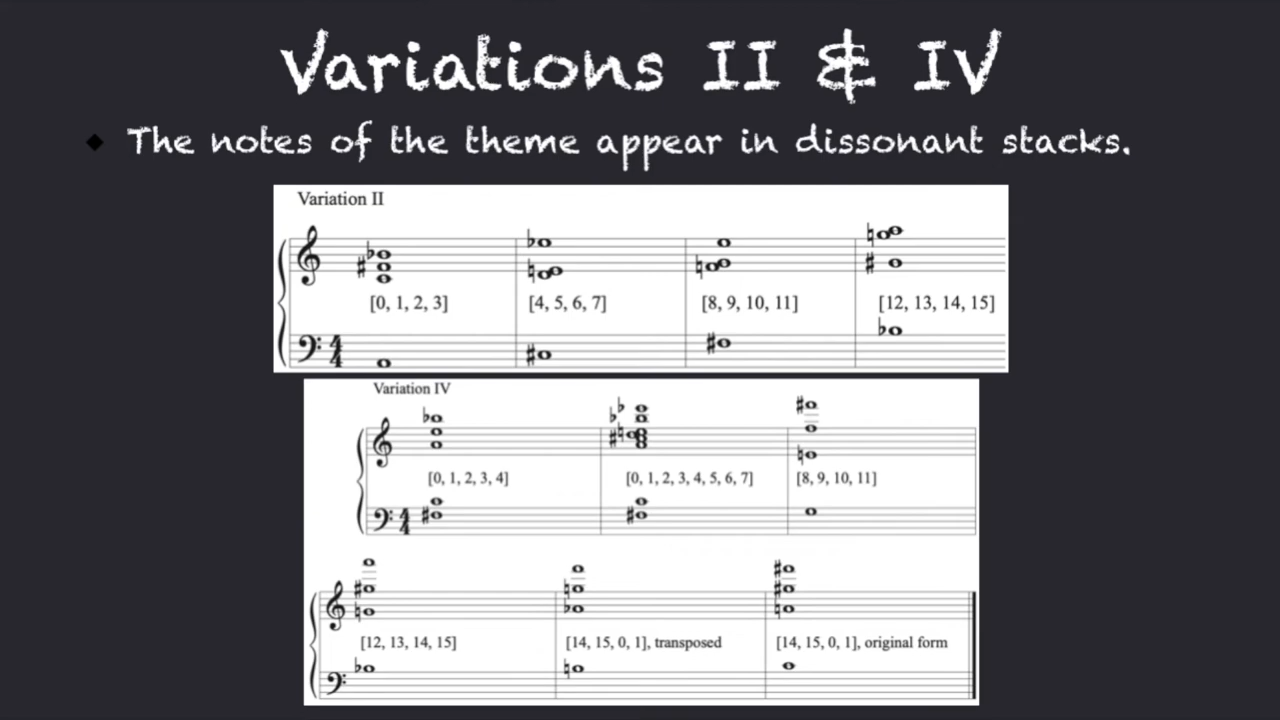 Variations II & IV
The notes of the theme appear in dissonant stacks.
Variation II
[0, 1, 2, 3] [4, 5, 6, 7] [8, 9, 10, 11] [12, 13, 14, 15]
Variation IV
[0, 1, 2, 3, 4] [0, 1, 2, 3, 4, 5, 6, 7] [8, 9, 10, 11]
[12, 13, 14, 15] [14, 15, 0, 1], transposed [14, 15, 0, 1], original form